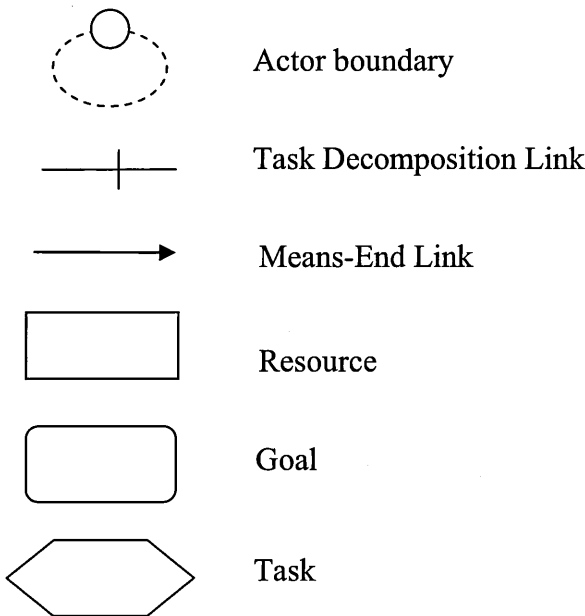 Actor boundary
Task Decomposition Link
Means-End Link
Resource
Goal
Task